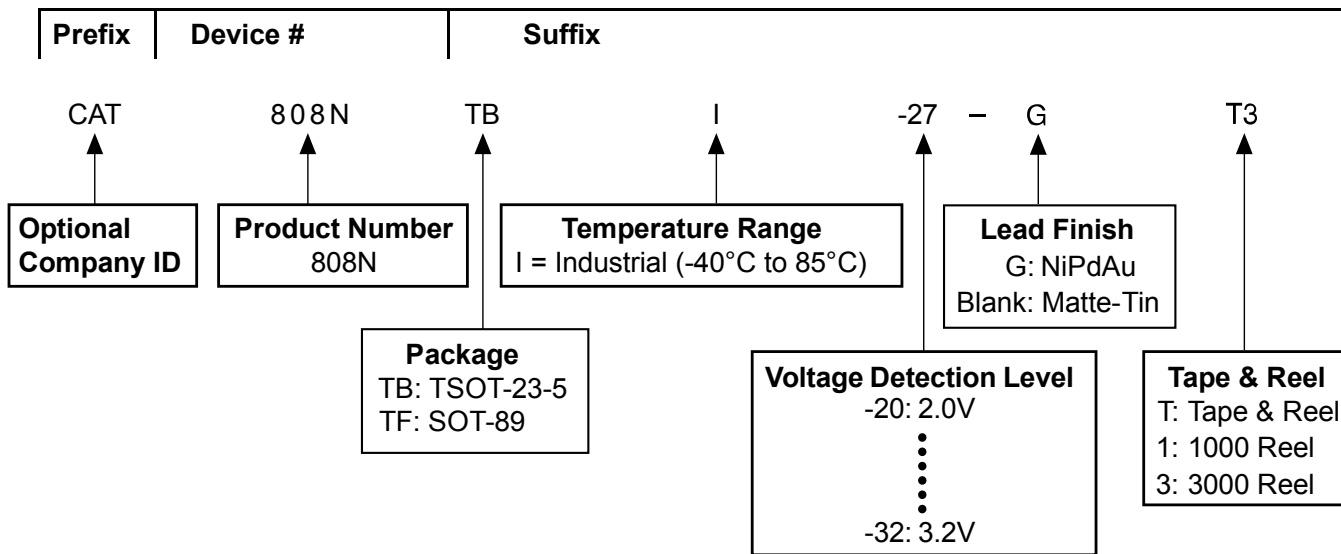 Prefix Device # Suffix
CAT 808N TB I -27 – G T3
Optional
Company ID
Product Number
808N
Temperature Range
I = Industrial (-40°C to 85°C)
Lead Finish
G: NiPdAu
Blank: Matte-Tin
Package
TB: TSOT-23-5
TF: SOT-89
Voltage Detection Level
-20: 2.0V
-32: 3.2V
Tape & Reel
T: Tape & Reel
1: 1000 Reel
3: 3000 Reel